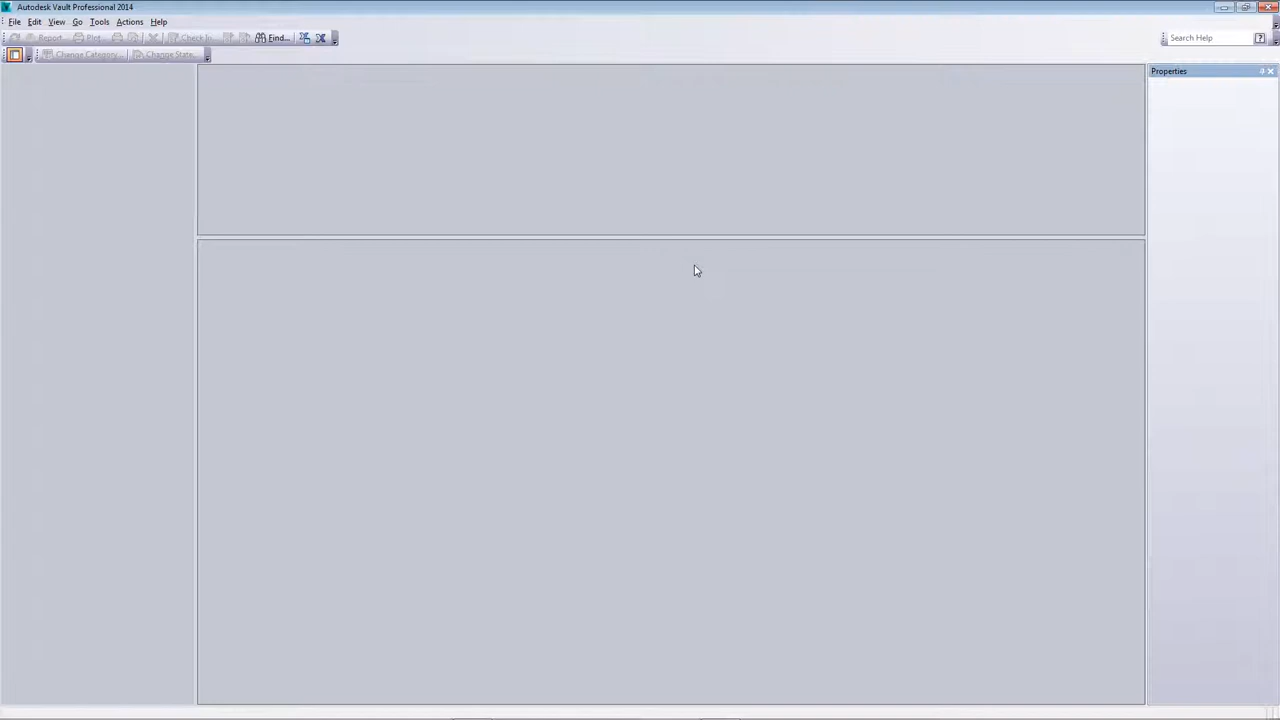 Autodesk Vault Professional 2014
File Edit View Go Tools Actions Help
Report... Plot... Check In... Find... Search Help
Change Category... Change State...
Properties